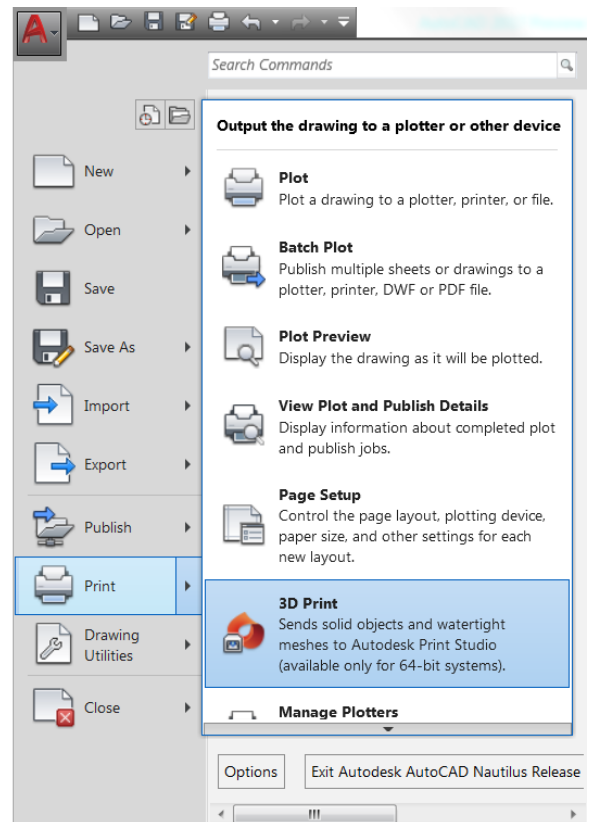 Search Commands
Output the drawing to a plotter or other device
New
Open
Save
Save As
Import
Export
Publish
Print
Drawing
Utilities
Close
Plot
Plot a drawing to a plotter, printer, or file.
Batch Plot
Publish multiple sheets or drawings to a
plotter, printer, DWF or PDF file.
Plot Preview
Display the drawing as it will be plotted.
View Plot and Publish Details
Display information about completed plot
and publish jobs.
Page Setup
Control the page layout, plotting device,
paper size, and other settings for each
new layout.
3D Print
Sends solid objects and watertight
meshes to Autodesk Print Studio
(available only for 64-bit systems).
Manage Plotters
Options
Exit Autodesk AutoCAD Nautilus Release